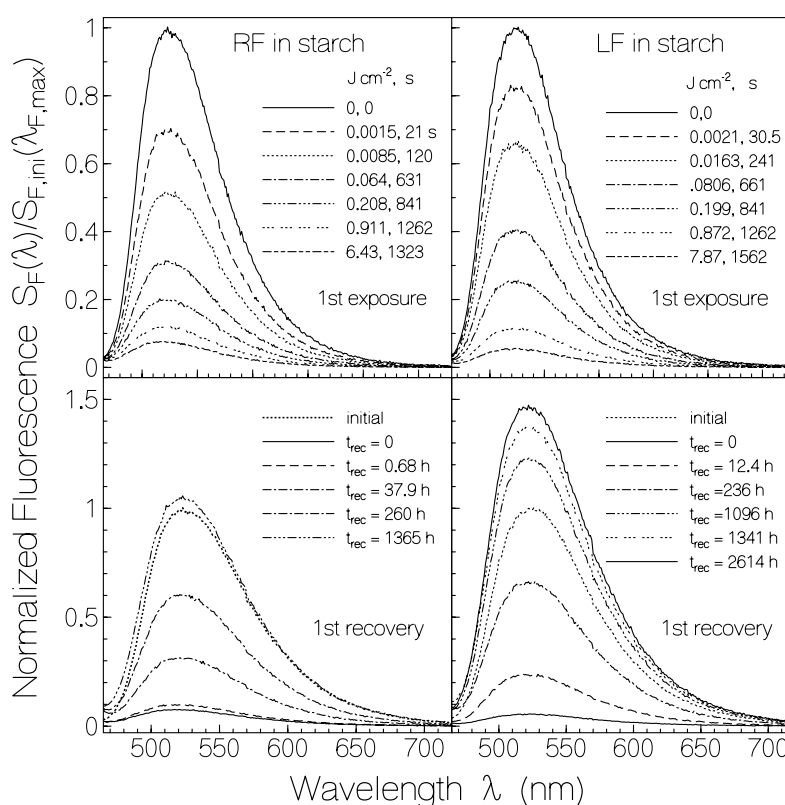 Normalized Fluorescence S_F(λ)/S_F,ini(λ_F,max)
1
0.8
0.6
0.4
0.2
0
RF in starch
J cm⁻², s
0, 0
0.0015, 21 s
0.0085, 120
0.064, 631
0.208, 841
0.911, 1262
6.43, 1323
1st exposure
LF in starch
J cm⁻², s
0,0
0.0021, 30.5
0.0163, 241
.0806, 661
0.199, 841
0.872, 1262
7.87, 1562
1st exposure
1.5
1
0.5
0
initial
t_rec = 0
t_rec = 0.68 h
t_rec = 37.9 h
t_rec = 260 h
t_rec = 1365 h
1st recovery
initial
t_rec = 0
t_rec = 12.4 h
t_rec =236 h
t_rec =1096 h
t_rec = 1341 h
t_rec = 2614 h
1st recovery
500 550 600 650 700
500 550 600 650 700
Wavelength λ (nm)